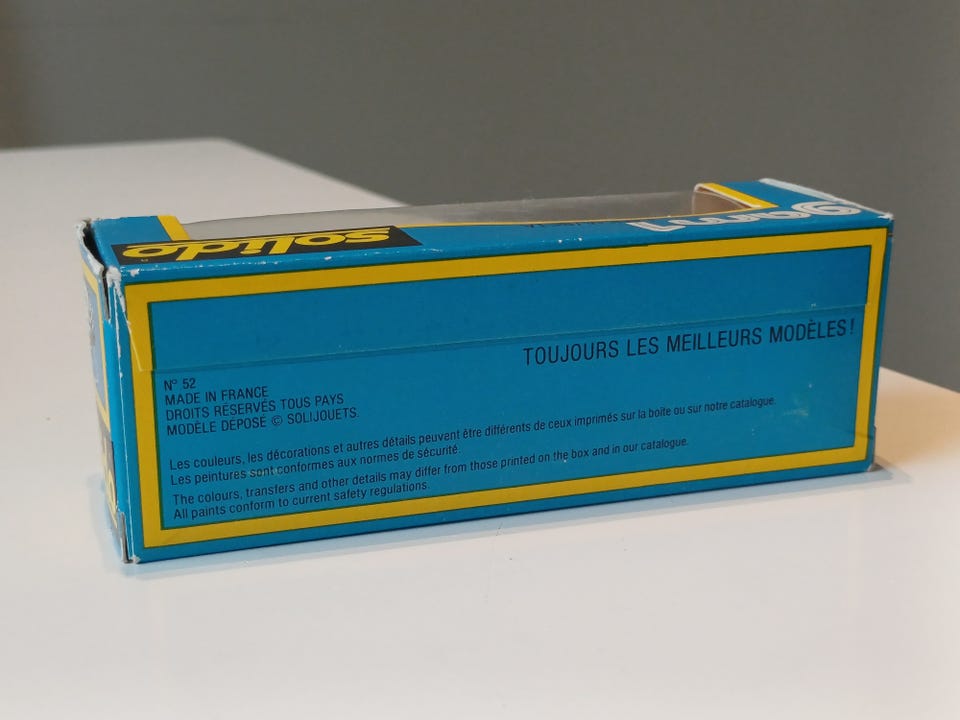 solido
TOUJOURS LES MEILLEURS MODÈLES!
N° 52
MADE IN FRANCE
DROITS RÉSERVÉS TOUS PAYS
MODÈLE DÉPOSÉ © SOLIJOUETS.
Les couleurs, les décorations et autres détails peuvent être différents de ceux imprimés sur la boîte ou sur notre catalogue.
Les peintures sont conformes aux normes de sécurité.
The colours, transfers and other details may differ from those printed on the box and in our catalogue.
All paints conform to current safety regulations.